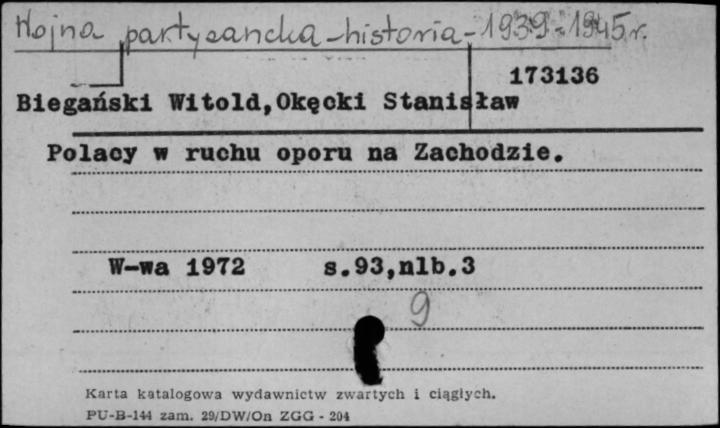 Wojna partyzancka - historia - 1939-1945 r.
173136
Biegański Witold,Okęcki Stanisław
Polacy w ruchu oporu na Zachodzie.
W-wa 1972 s.93,nlb.3
9
Karta katalogowa wydawnictw zwartych i ciągłych.
PU-B-144 zam. 29/DW/On ZGG - 204